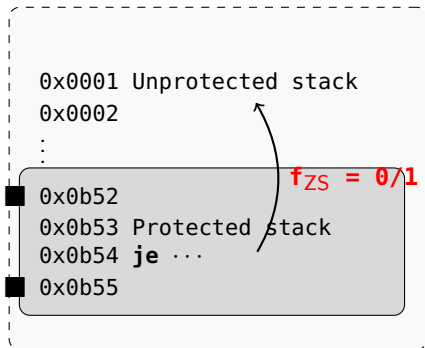 0x0001 Unprotected stack
0x0002
⋮
f_ZS = 0/1
0x0b52
0x0b53 Protected stack
0x0b54 je ···
0x0b55